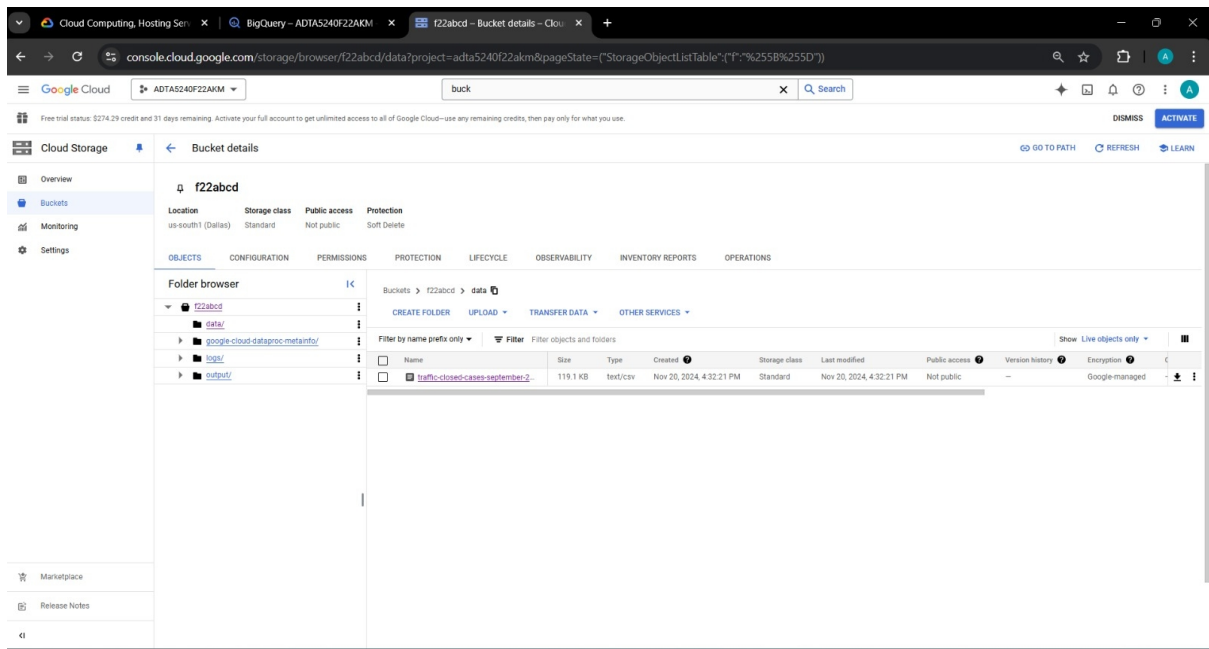 Cloud Computing, Hosting Serv
BigQuery – ADTA5240F22AKM
f22abcd – Bucket details – Clou
console.cloud.google.com/storage/browser/f22abcd/data?project=adta5240f22akm&pageState=("StorageObjectListTable":("f":"%255B%255D"))
A
Google Cloud
ADTA5240F22AKM
buck
Search
A
Free trial status: $274.29 credit and 31 days remaining. Activate your full account to get unlimited access to all of Google Cloud—use any remaining credits, then pay only for what you use.
DISMISS
ACTIVATE
Cloud Storage
Bucket details
GO TO PATH
REFRESH
LEARN
Overview
Buckets
Monitoring
Settings
f22abcd
Location Storage class Public access Protection
us-south1 (Dallas) Standard Not public Soft Delete
OBJECTS CONFIGURATION PERMISSIONS PROTECTION LIFECYCLE OBSERVABILITY INVENTORY REPORTS OPERATIONS
Folder browser
f22abcd
data/
google-cloud-dataproc-metainfo/
logs/
output/
Buckets > f22abcd > data
CREATE FOLDER UPLOAD TRANSFER DATA OTHER SERVICES
Filter by name prefix only Filter Filter objects and folders Show Live objects only
Name Size Type Created Storage class Last modified Public access Version history Encryption
traffic-closed-cases-september-2... 119.1 KB text/csv Nov 20, 2024, 4:32:21 PM Standard Nov 20, 2024, 4:32:21 PM Not public — Google-managed
Marketplace
Release Notes